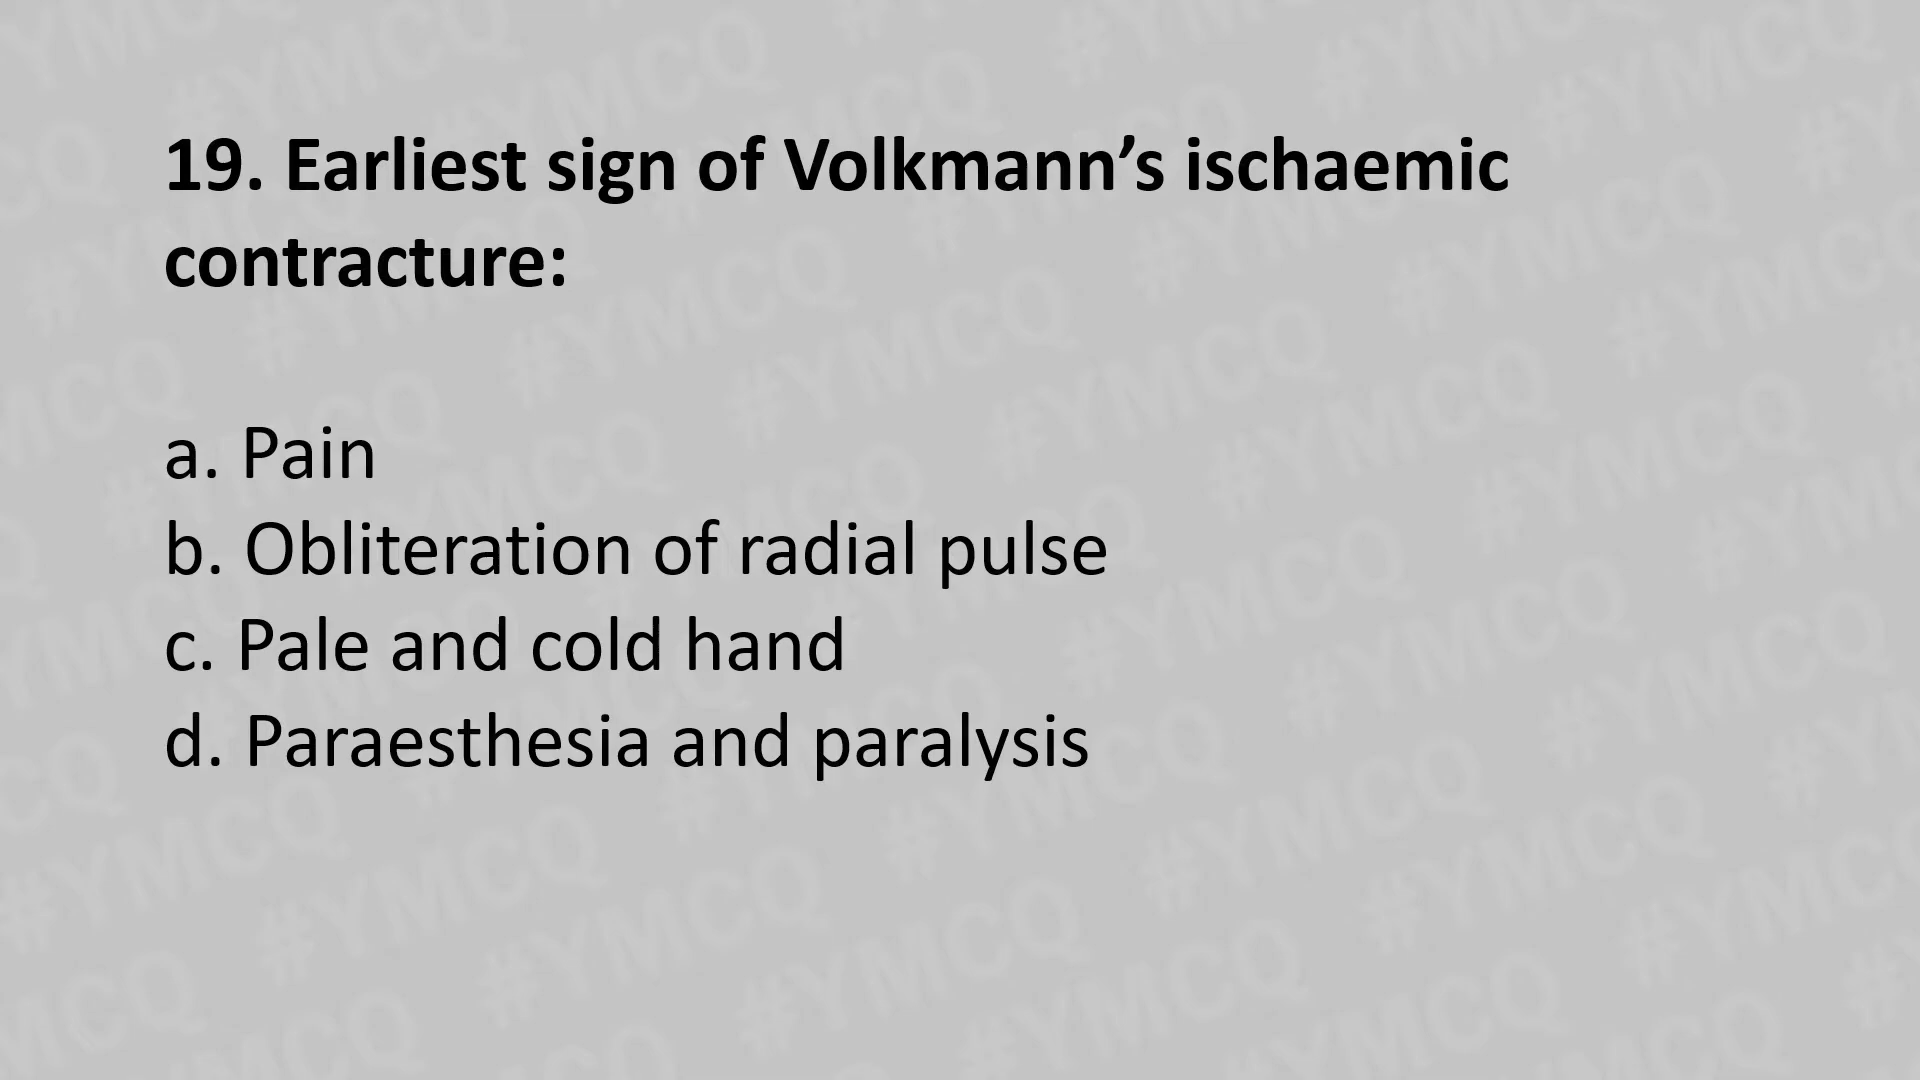 19. Earliest sign of Volkmann’s ischaemic
contracture:
a. Pain
b. Obliteration of radial pulse
c. Pale and cold hand
d. Paraesthesia and paralysis
#YMCQ